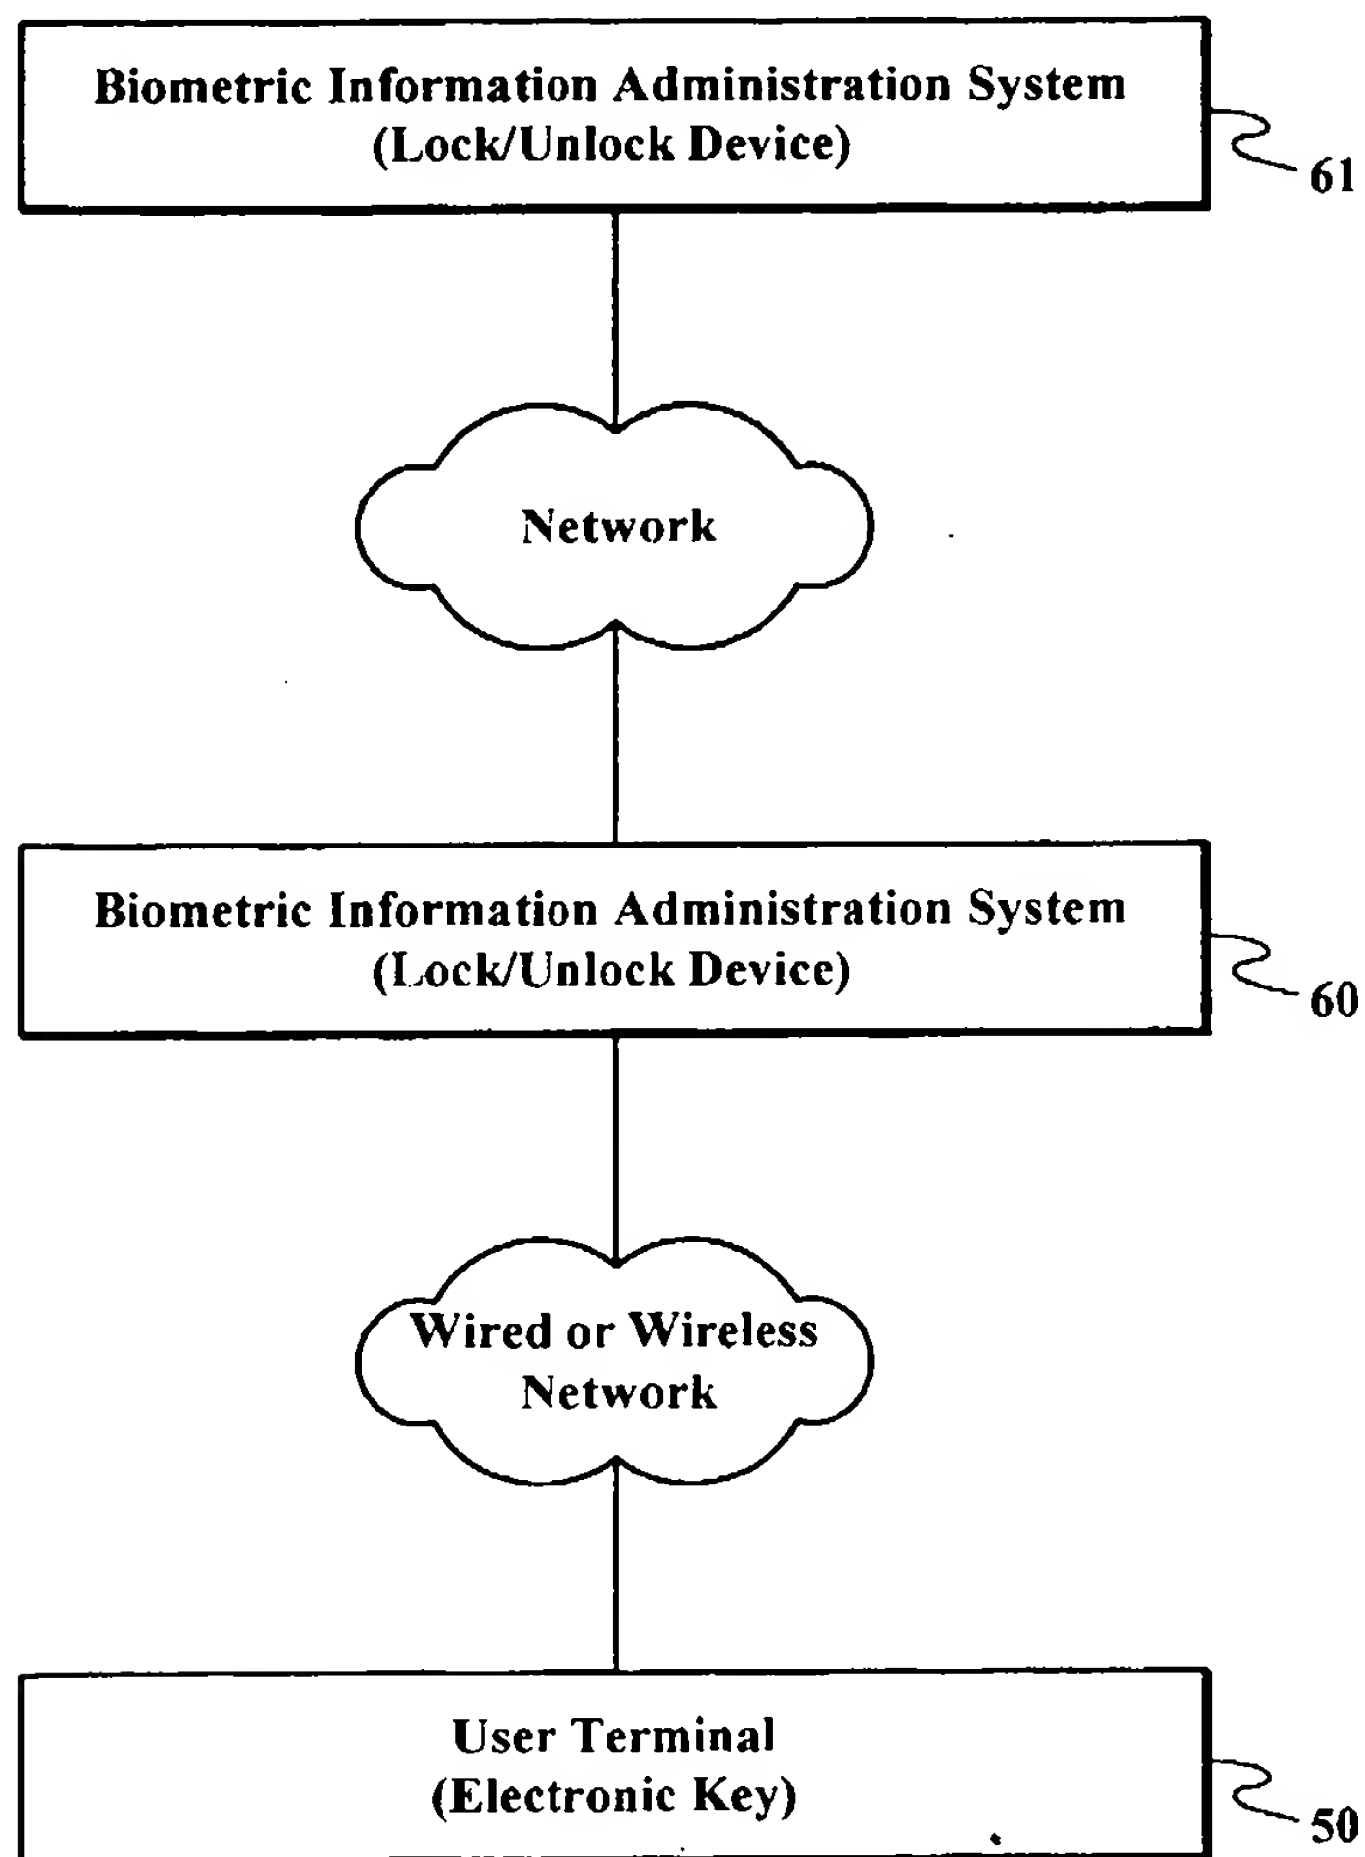 Biometric Information Administration System
(Lock/Unlock Device)
61
Network
Biometric Information Administration System
(Lock/Unlock Device)
60
Wired or Wireless
Network
User Terminal
(Electronic Key)
50